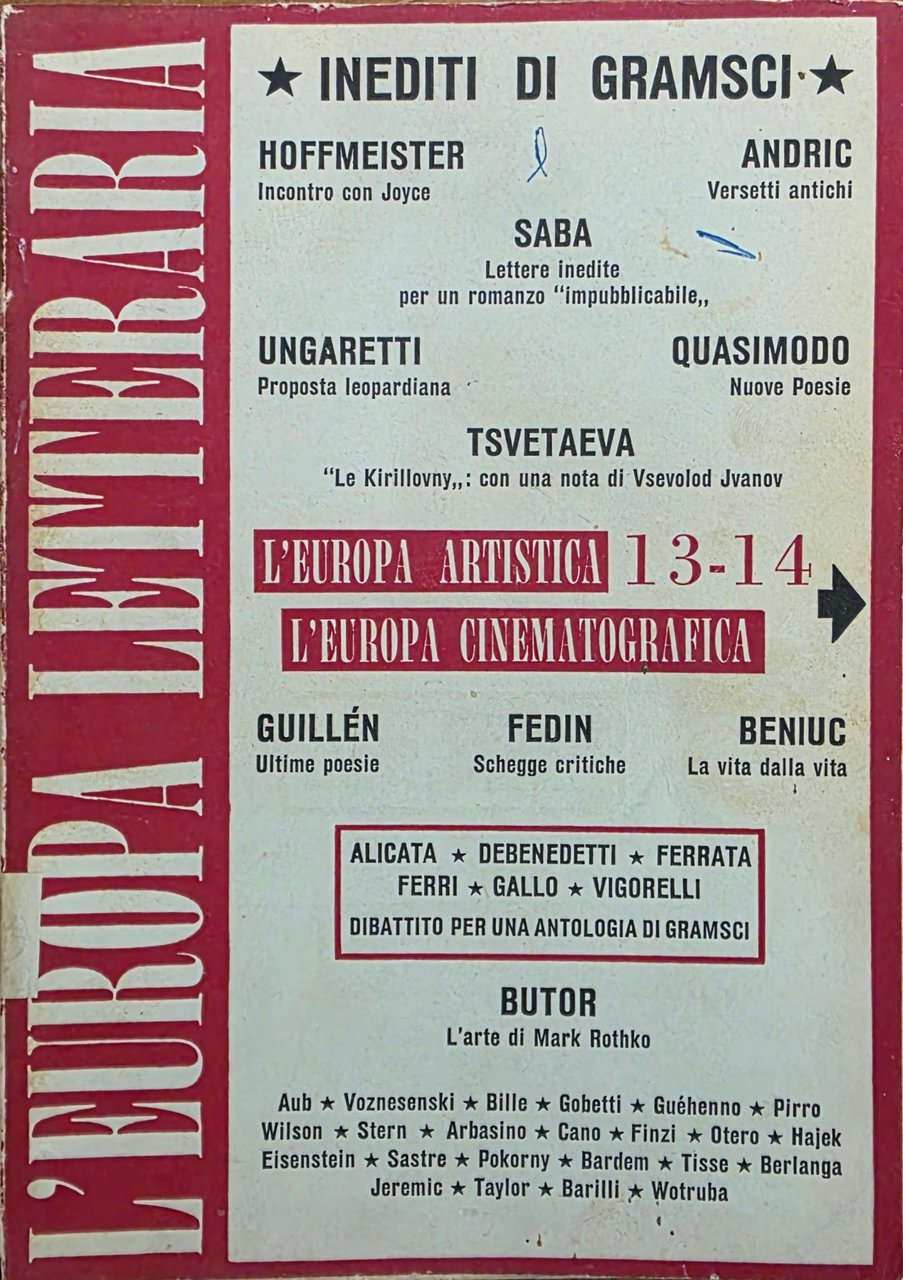 L'EUROPA LETTERARIA
★ INEDITI DI GRAMSCI ★
HOFFMEISTER
Incontro con Joyce
ANDRIC
Versetti antichi
SABA
Lettere inedite
per un romanzo "impubblicabile„
UNGARETTI
Proposta leopardiana
QUASIMODO
Nuove Poesie
TSVETAEVA
"Le Kirillovny„: con una nota di Vsevolod Jvanov
L'EUROPA ARTISTICA 13-14
L'EUROPA CINEMATOGRAFICA
GUILLÉN
Ultime poesie
FEDIN
Schegge critiche
BENIUC
La vita dalla vita
ALICATA ★ DEBENEDETTI ★ FERRATA
FERRI ★ GALLO ★ VIGORELLI
DIBATTITO PER UNA ANTOLOGIA DI GRAMSCI
BUTOR
L'arte di Mark Rothko
Aub ★ Voznesenski ★ Bille ★ Gobetti ★ Guéhenno ★ Pirro
Wilson ★ Stern ★ Arbasino ★ Cano ★ Finzi ★ Otero ★ Hajek
Eisenstein ★ Sastre ★ Pokorny ★ Bardem ★ Tisse ★ Berlanga
Jeremic ★ Taylor ★ Barilli ★ Wotruba